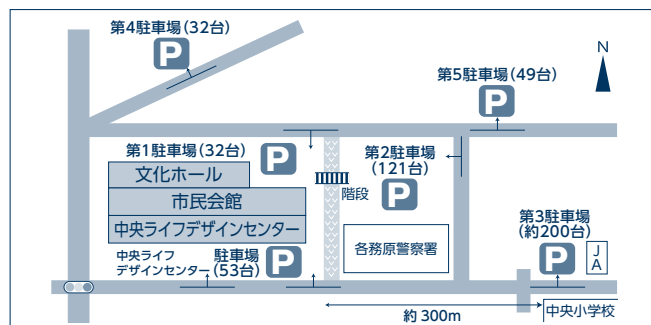 第4駐車場(32台)
P
N
第5駐車場(49台)
P
第1駐車場(32台)
P
第2駐車場
(121台)
P
階段
文化ホール
市民会館
中央ライフデザインセンター
中央ライフ
デザインセンター
駐車場
(53台)
P
各務原警察署
第3駐車場
(約200台)
P
JA
約300m
中央小学校